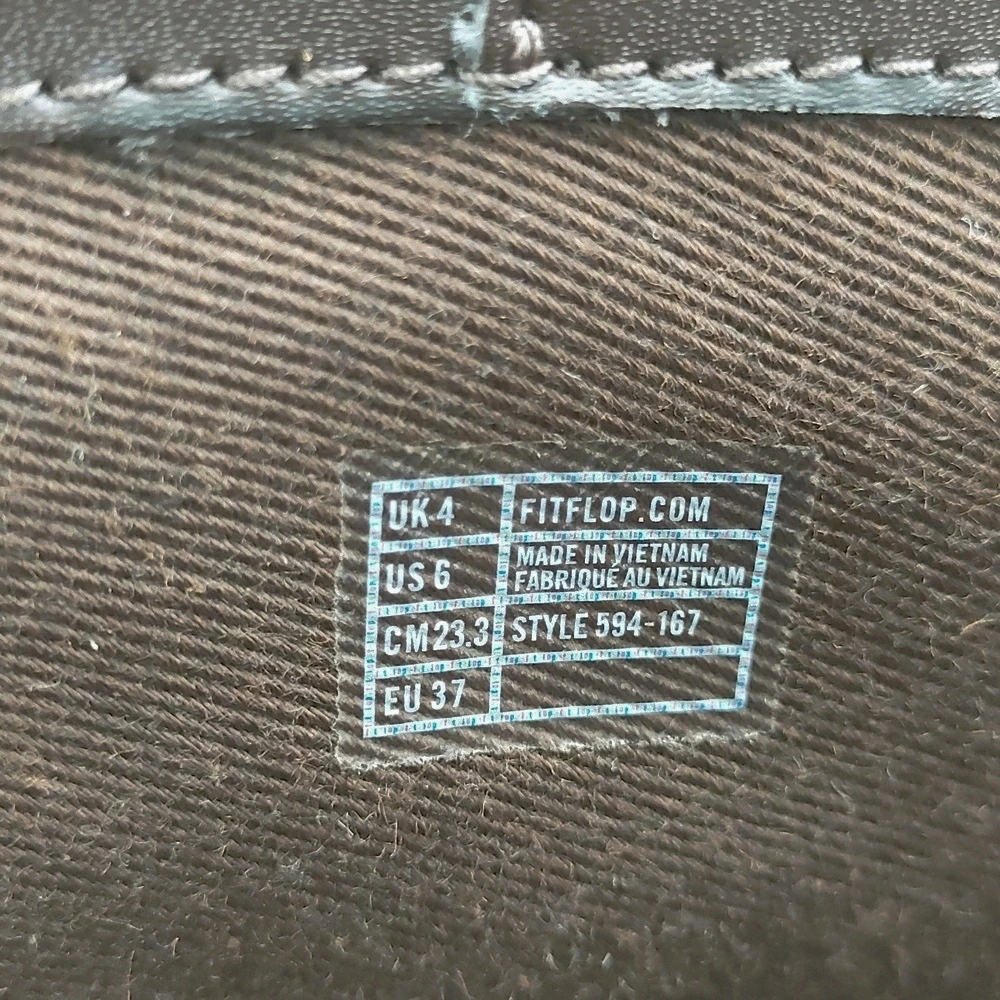 UK 4
FITFLOP.COM
US 6
MADE IN VIETNAM
FABRIQUÉ AU VIETNAM
CM 23.3
STYLE 594-167
EU 37